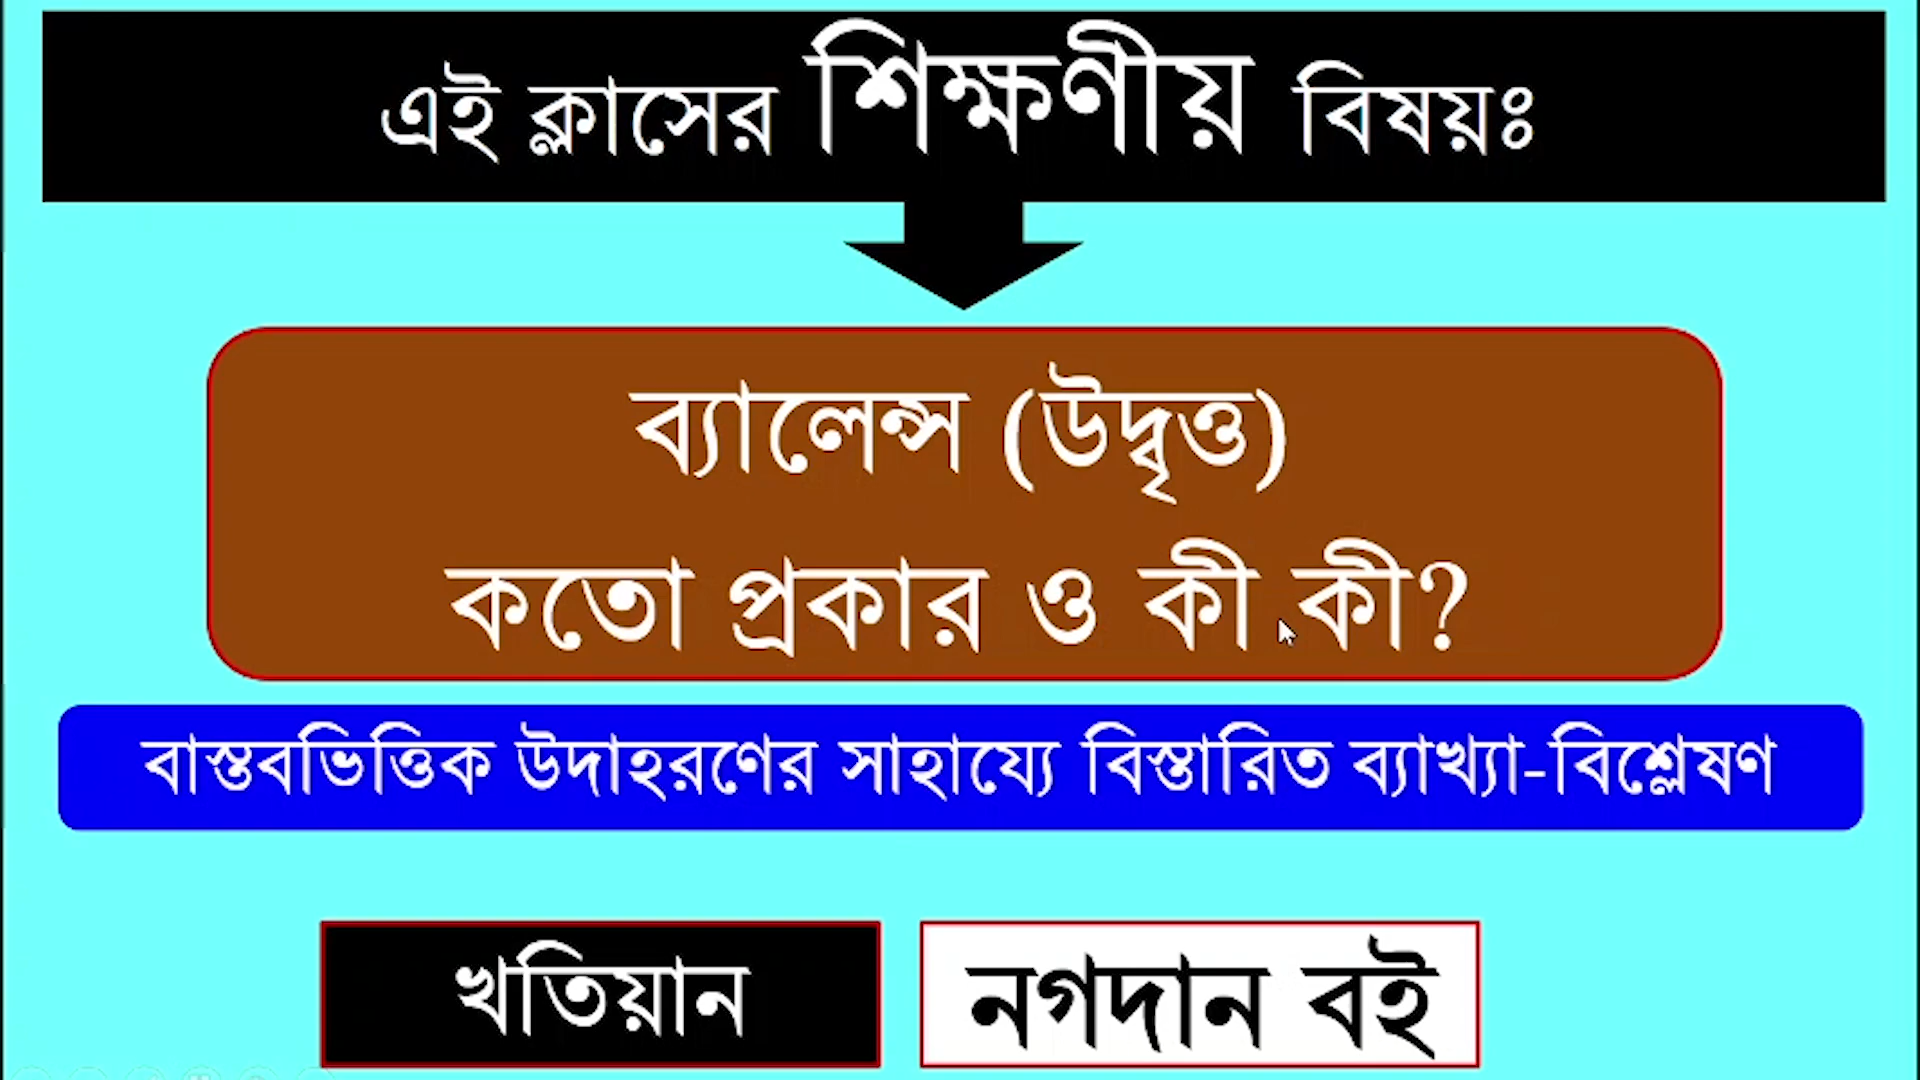 এই ক্লাসের শিক্ষণীয় বিষয়ঃ
ব্যালেন্স (উদ্বৃত্ত)
কতো প্রকার ও কী কী?
বাস্তবভিত্তিক উদাহরণের সাহায্যে বিস্তারিত ব্যাখ্যা-বিশ্লেষণ
খতিয়ান
নগদান বই